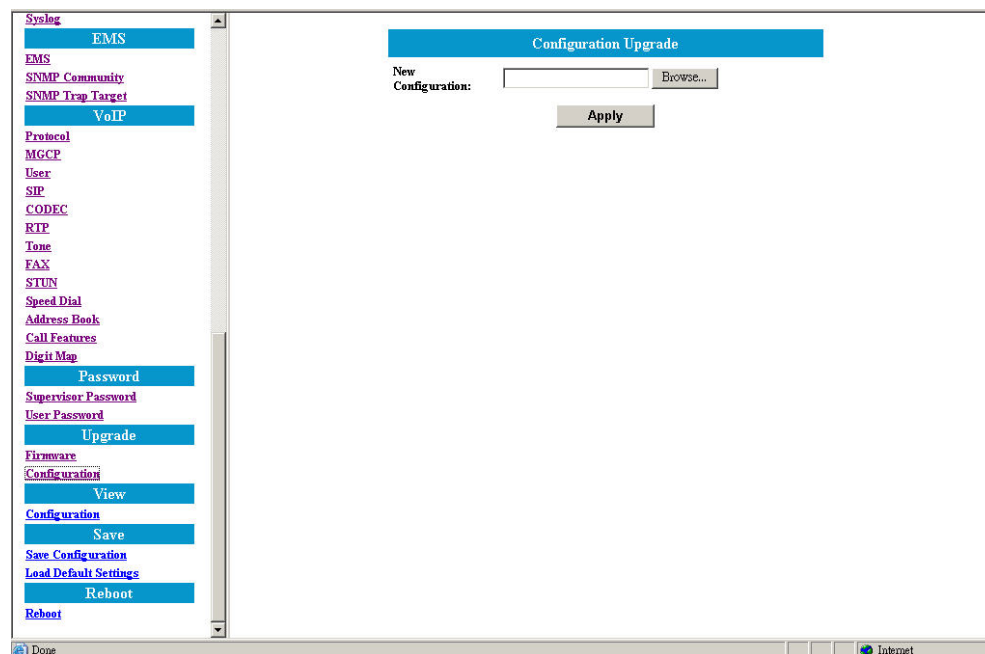 Syslog
EMS
EMS
SNMP Community
SNMP Trap Target
VoIP
Protocol
MGCP
User
SIP
CODEC
RTP
Tone
FAX
STUN
Speed Dial
Address Book
Call Features
Digit Map
Password
Supervisor Password
User Password
Upgrade
Firmware
Configuration
View
Configuration
Save
Save Configuration
Load Default Settings
Reboot
Reboot
Configuration Upgrade
New
Configuration:
Browse...
Apply
Done
Internet